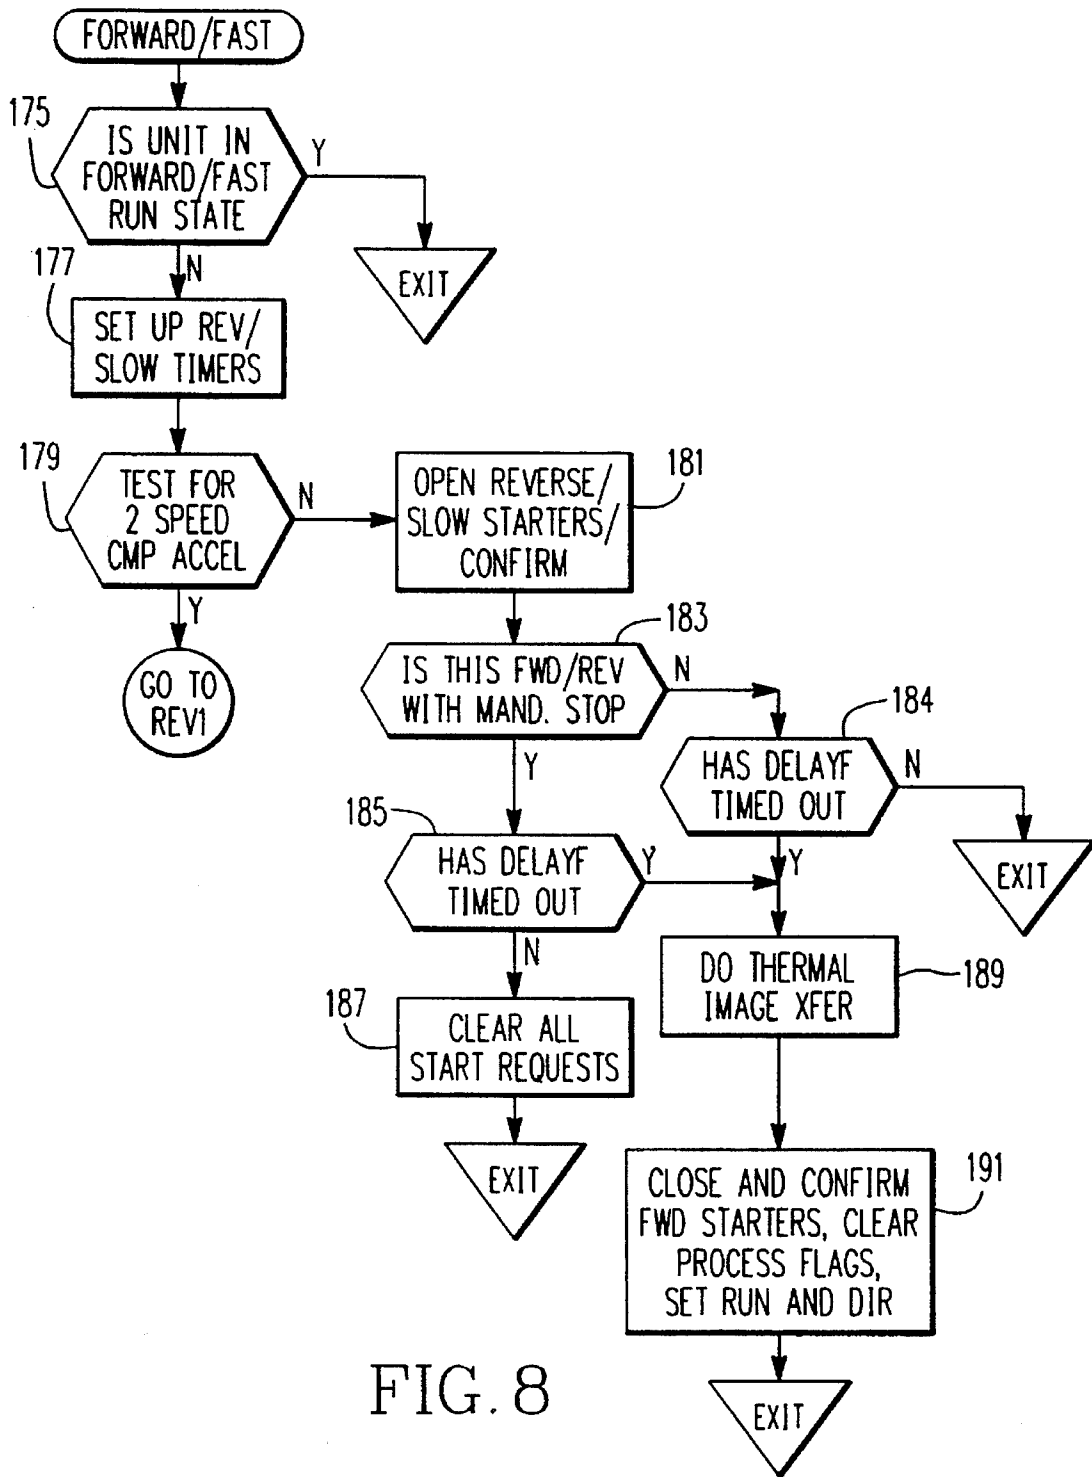 FORWARD/FAST
175
IS UNIT IN
FORWARD/FAST
RUN STATE
Y
EXIT
N
177
SET UP REV/
SLOW TIMERS
179
TEST FOR
2 SPEED
CMP ACCEL
N
Y
GO TO
REV1
181
OPEN REVERSE/
SLOW STARTERS/
CONFIRM
183
IS THIS FWD/REV
WITH MAND. STOP
N
Y
184
HAS DELAYF
TIMED OUT
N
EXIT
Y
185
HAS DELAYF
TIMED OUT
Y
N
187
CLEAR ALL
START REQUESTS
EXIT
189
DO THERMAL
IMAGE XFER
191
CLOSE AND CONFIRM
FWD STARTERS, CLEAR
PROCESS FLAGS,
SET RUN AND DIR
EXIT
FIG. 8